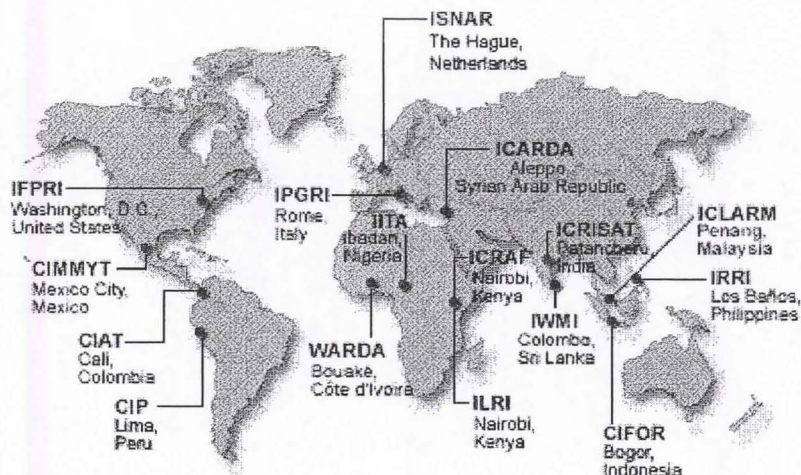 ISNAR
The Hague,
Netherlands
ICARDA
Aleppo
Syrian Arab Republic
IFPRI
Washington, D.C.,
United States
IPGRI
Rome,
Italy
IITA
Ibadan,
Nigeria
ICRAF
Nairobi,
Kenya
ICRISAT
Patancheru
India
ICLARM
Penang,
Malaysia
CIMMYT
Mexico City,
Mexico
IRRI
Los Baños,
Philippines
CIAT
Cali,
Colombia
WARDA
Bouaké,
Côte d'Ivoire
IWMI
Colombo,
Sri Lanka
CIP
Lima,
Peru
ILRI
Nairobi,
Kenya
CIFOR
Bogor,
Indonesia